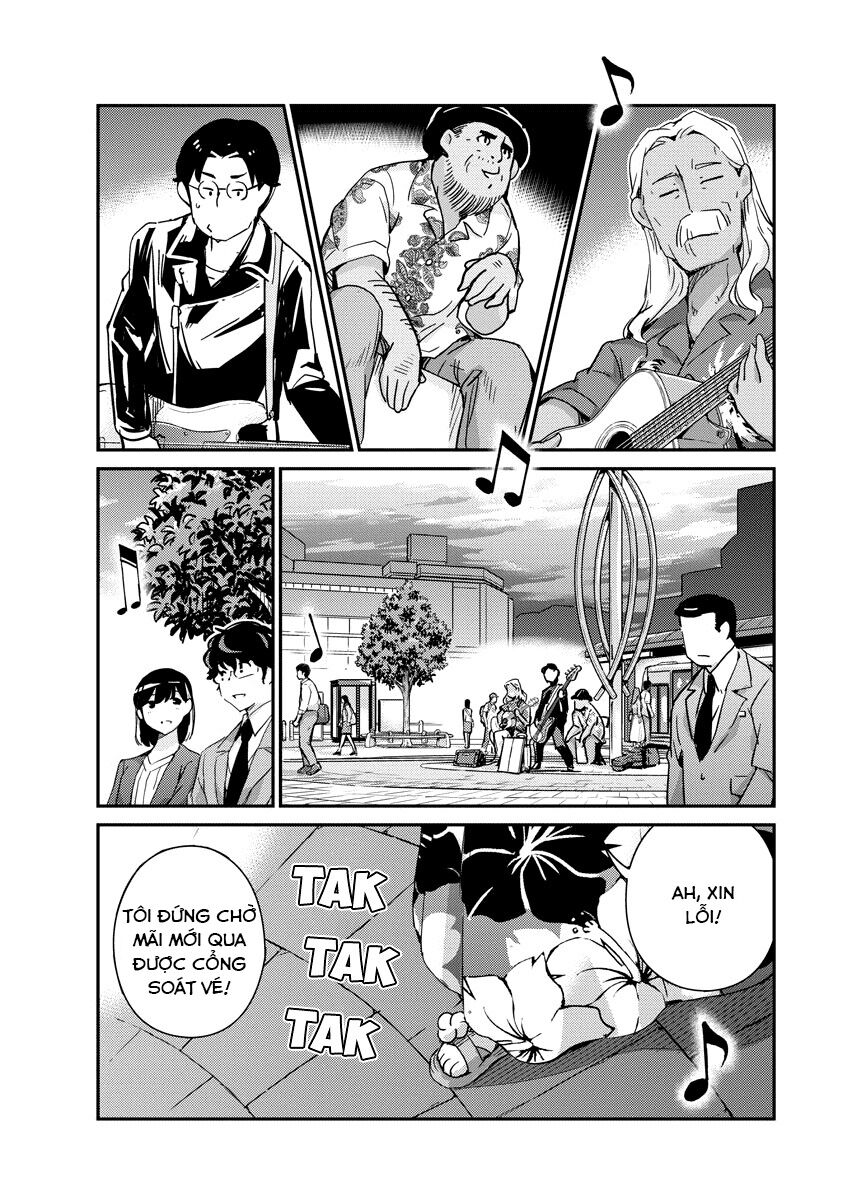 AH, XIN
LỖI!
TAK
TAK
TAK
TÔI ĐỨNG CHỜ
MÃI MỚI QUA
ĐƯỢC CỔNG
SOÁT VÉ!